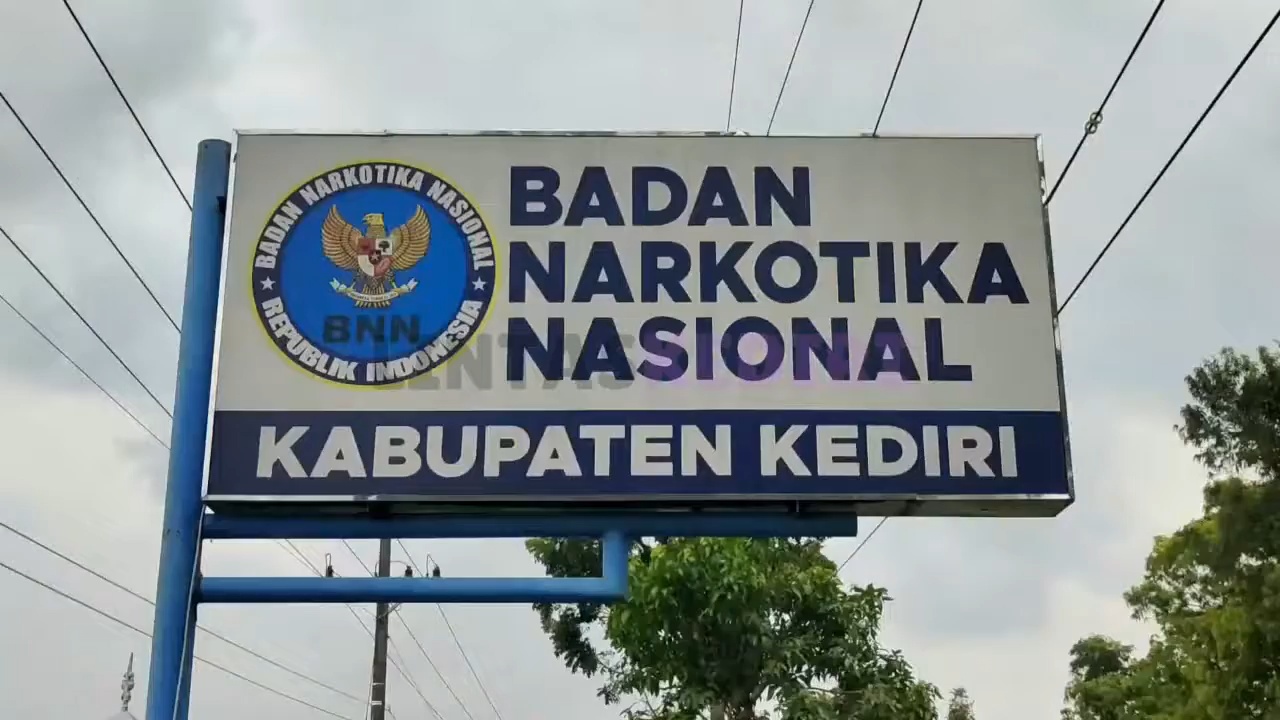 BADAN NARKOTIKA NASIONAL
REPUBLIK INDONESIA
BNN
BADAN
NARKOTIKA
NASIONAL
KABUPATEN KEDIRI